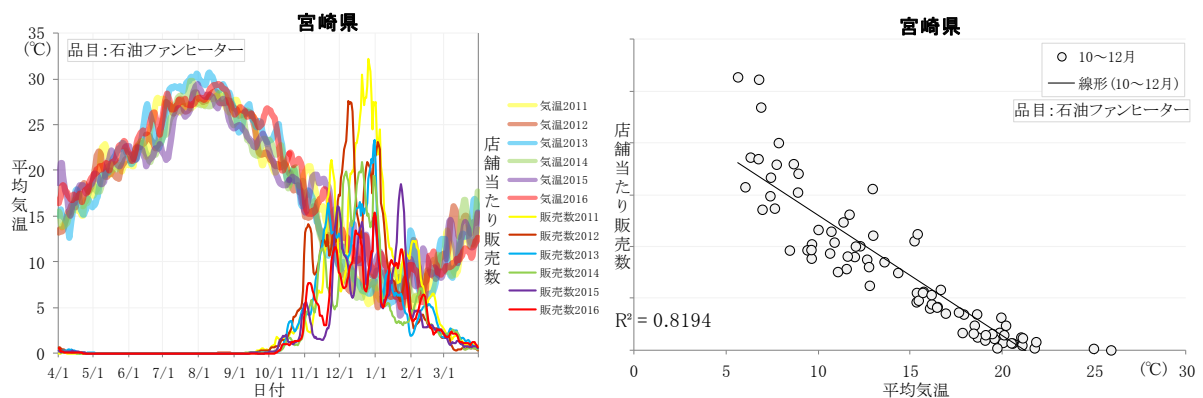 宮崎県
品目:石油ファンヒーター
(℃)
35
30
25
20
15
10
5
0
平均気温
4/1 5/1 6/1 7/1 8/1 9/1 10/1 11/1 12/1 1/1 2/1 3/1
日付
店舗当たり販売数
気温2011
気温2012
気温2013
気温2014
気温2015
気温2016
販売数2011
販売数2012
販売数2013
販売数2014
販売数2015
販売数2016
宮崎県
10～12月
線形(10～12月)
品目:石油ファンヒーター
店舗当たり販売数
R² = 0.8194
0 5 10 15 20 25 30
(℃)
平均気温